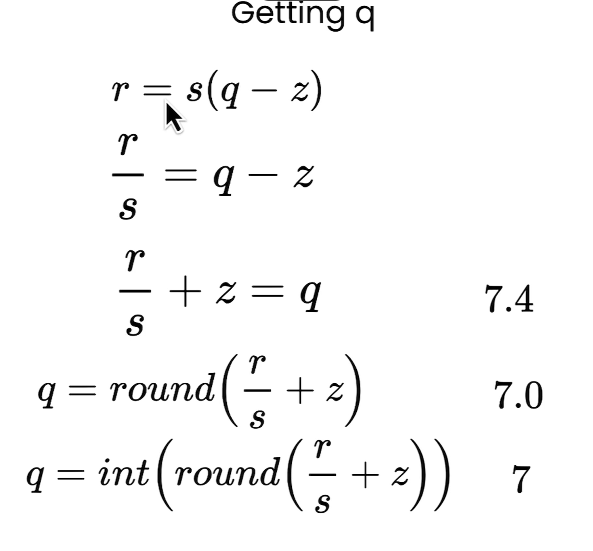 Getting q
r = s(q − z)
r/s = q − z
r/s + z = q 7.4
q = round(r/s + z) 7.0
q = int(round(r/s + z)) 7